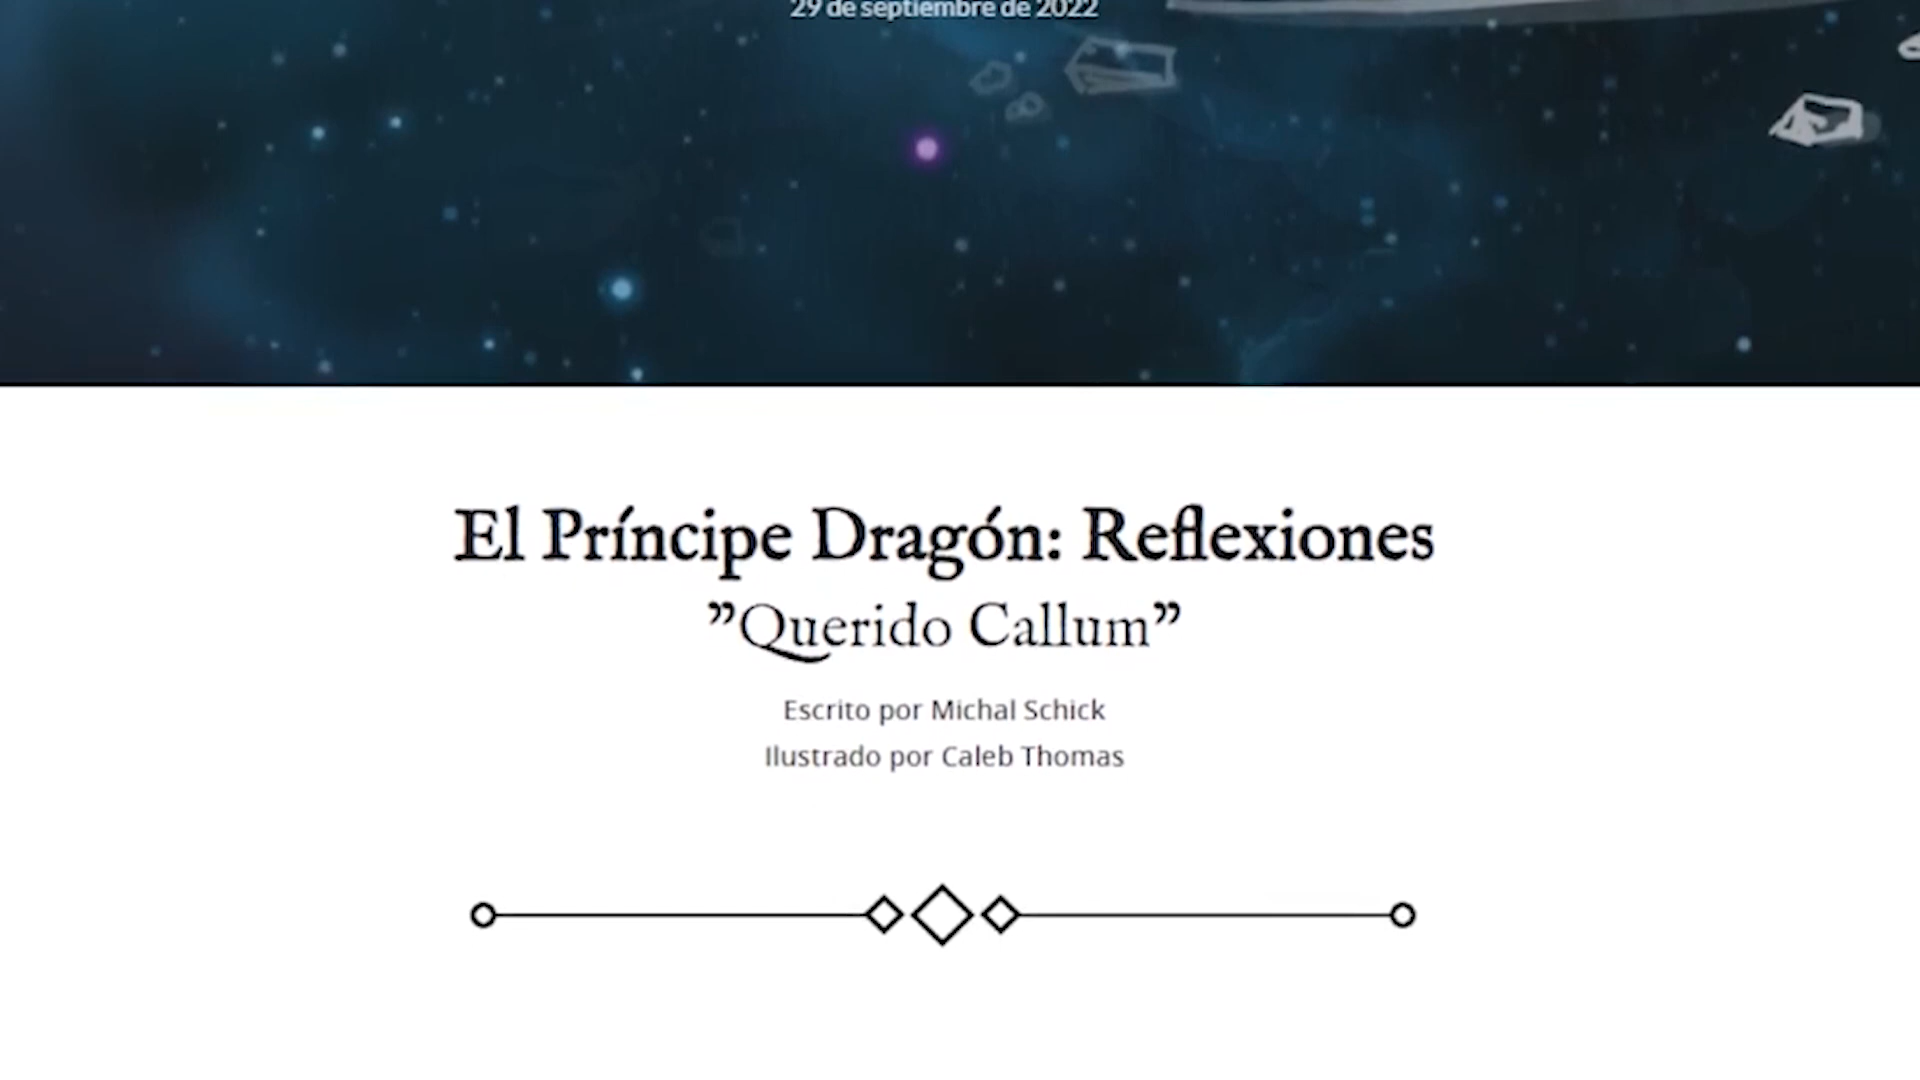 29 de septiembre de 2022
El Príncipe Dragón: Reflexiones
”Querido Callum”
Escrito por Michal Schick
Ilustrado por Caleb Thomas